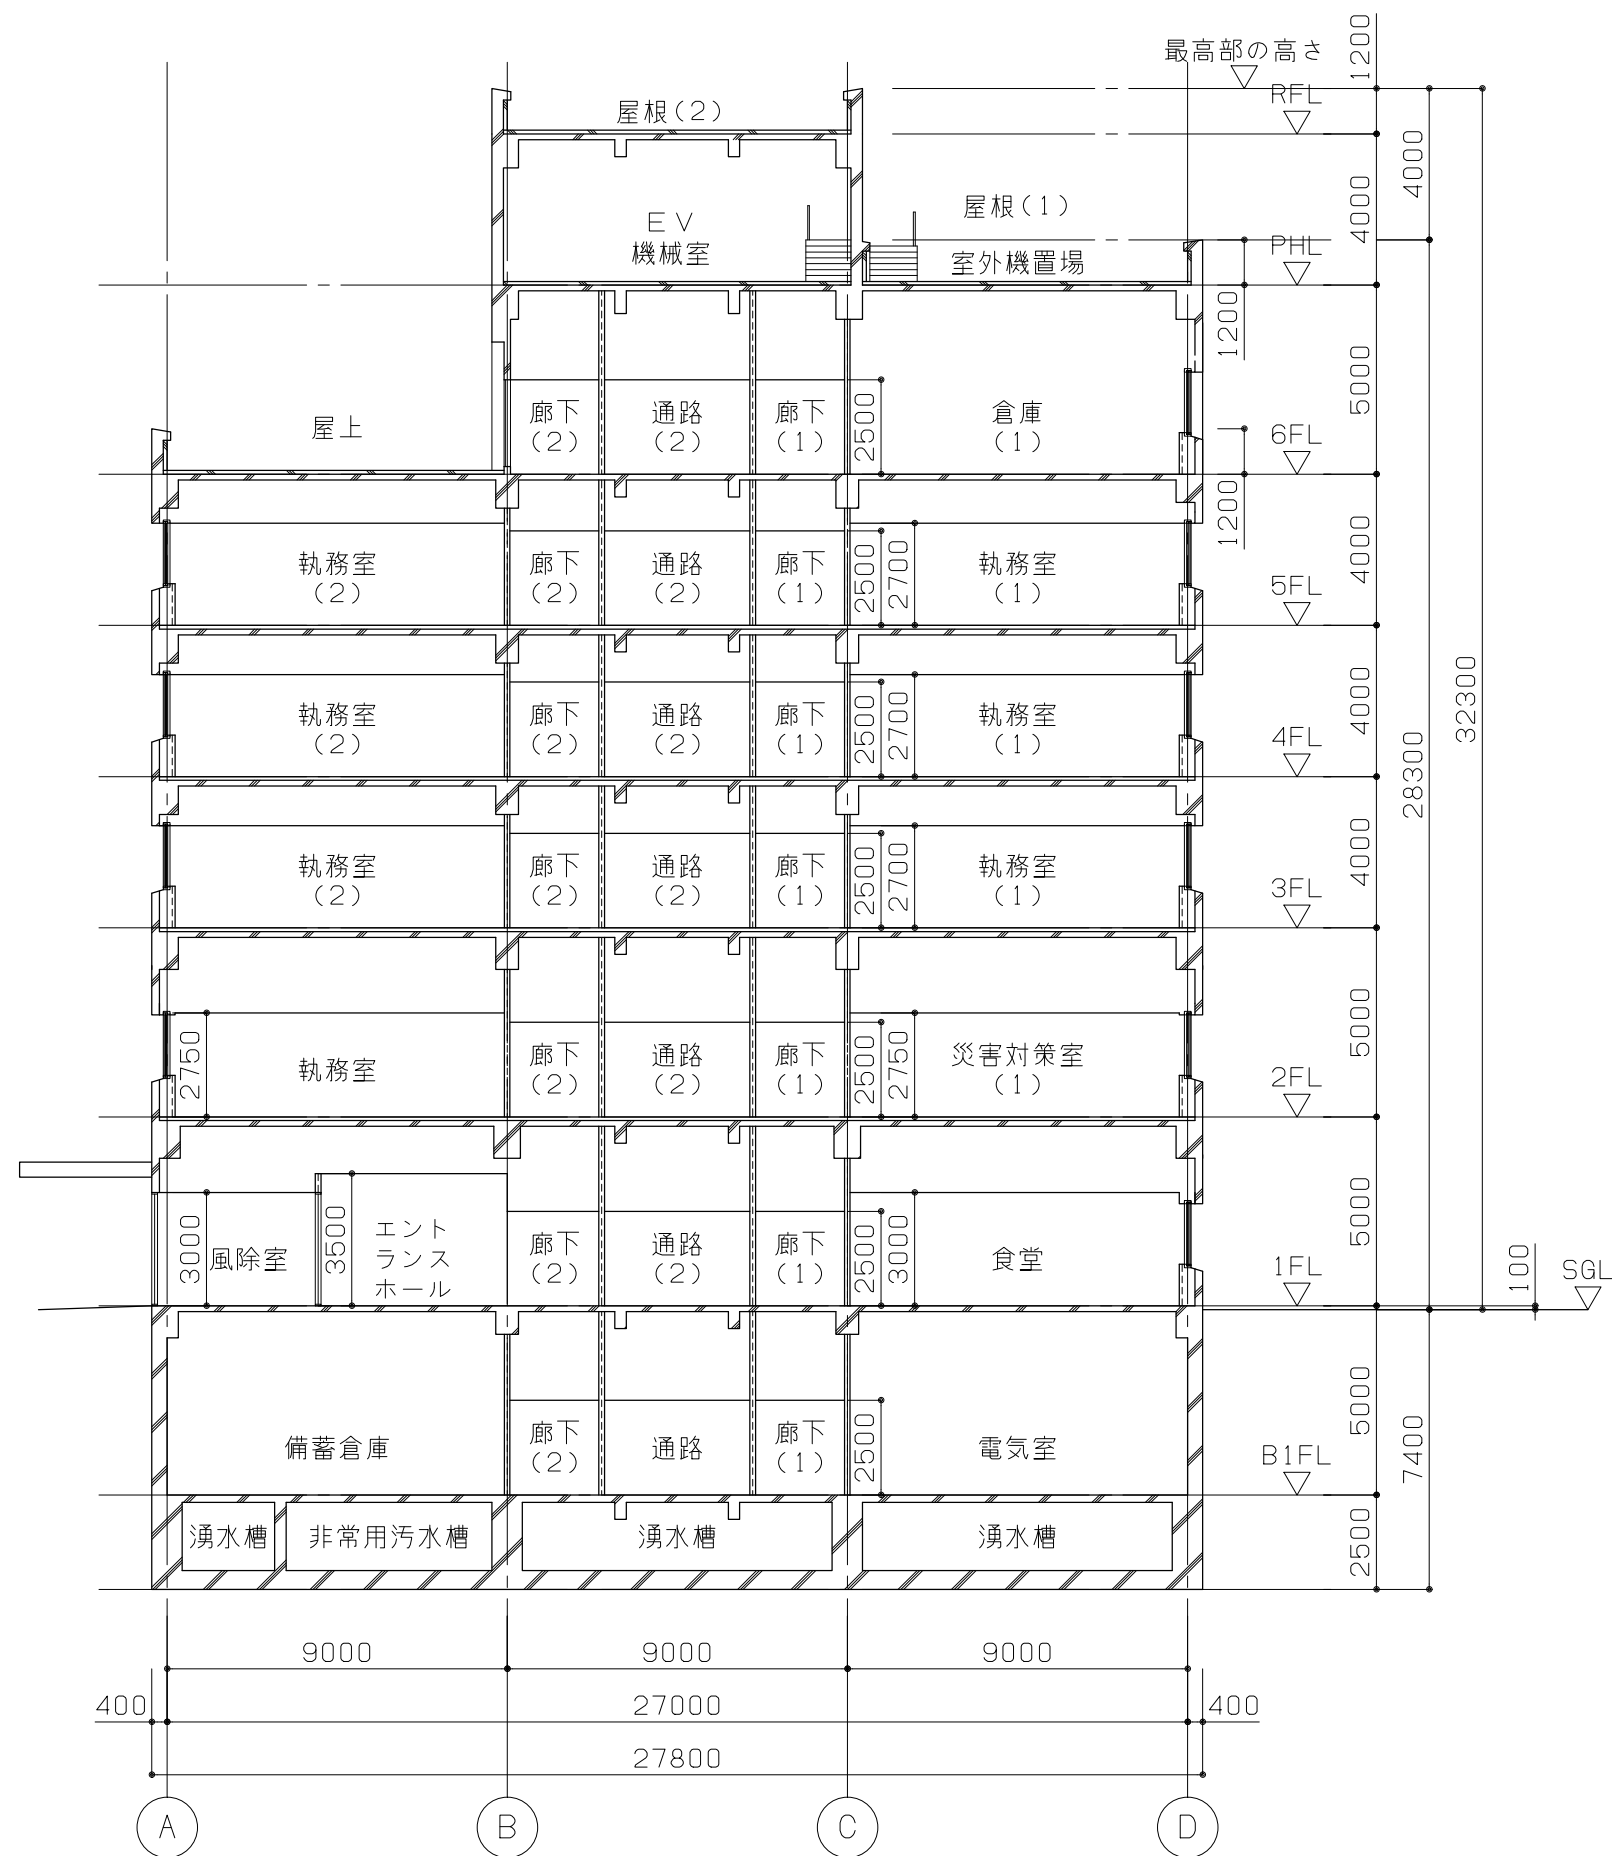 最高部の高さ
1200
RFL
屋根(2)
4000
4000
屋根(1)
EV
機械室
室外機置場
PHL
1200
5000
屋上
廊下
(2)
通路
(2)
廊下
(1)
2500
倉庫
(1)
6FL
1200
4000
執務室
(2)
廊下
(2)
通路
(2)
廊下
(1)
2500
2700
執務室
(1)
5FL
4000
32300
28300
執務室
(2)
廊下
(2)
通路
(2)
廊下
(1)
2500
2700
執務室
(1)
4FL
4000
執務室
(2)
廊下
(2)
通路
(2)
廊下
(1)
2500
2700
執務室
(1)
3FL
5000
2750
執務室
廊下
(2)
通路
(2)
廊下
(1)
2500
2750
災害対策室
(1)
2FL
5000
3000
風除室
3500
エント
ランス
ホール
廊下
(2)
通路
(2)
廊下
(1)
2500
3000
食堂
1FL
100
SGL
5000
7400
備蓄倉庫
廊下
(2)
通路
廊下
(1)
2500
電気室
B1FL
湧水槽
非常用汚水槽
湧水槽
湧水槽
2500
9000
9000
9000
400
27000
400
27800
A
B
C
D